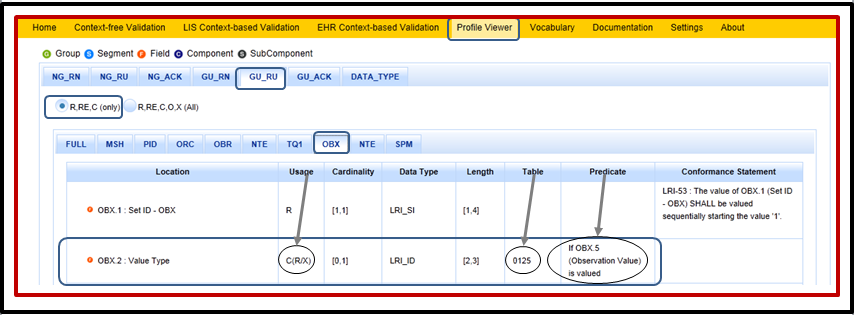 Home Context-free Validation LIS Context-based Validation EHR Context-based Validation Profile Viewer Vocabulary Documentation Settings About
G Group S Segment F Field C Component S SubComponent
NG_RN NG_RU NG_ACK GU_RN GU_RU GU_ACK DATA_TYPE
R,RE,C (only) R,RE,C,O,X (All)
FULL MSH PID ORC OBR NTE TQ1 OBX NTE SPM
Location Usage Cardinality Data Type Length Table Predicate Conformance Statement
F OBX.1 : Set ID - OBX R [1,1] LRI_SI [1,4]
LRI-53 : The value of OBX.1 (Set ID
- OBX) SHALL be valued
sequentially starting the value '1'.
F OBX.2 : Value Type C(R/X) [0,1] LRI_ID [2,3] 0125
If OBX.5
(Observation Value)
is valued